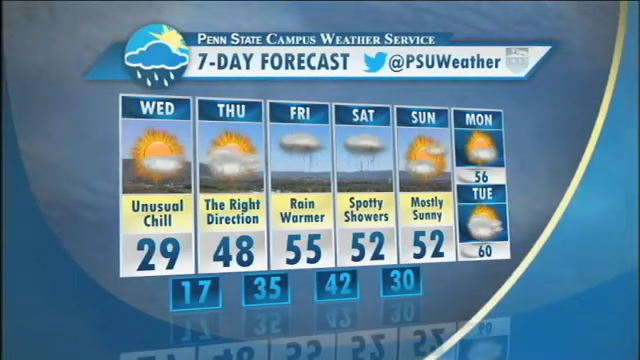 PENN STATE CAMPUS WEATHER SERVICE
7-DAY FORECAST @PSUWeather
WED THU FRI SAT SUN MON
56
TUE
60
Unusual Chill
The Right Direction
Rain Warmer
Spotty Showers
Mostly Sunny
29 48 55 52 52
17 35 42 30